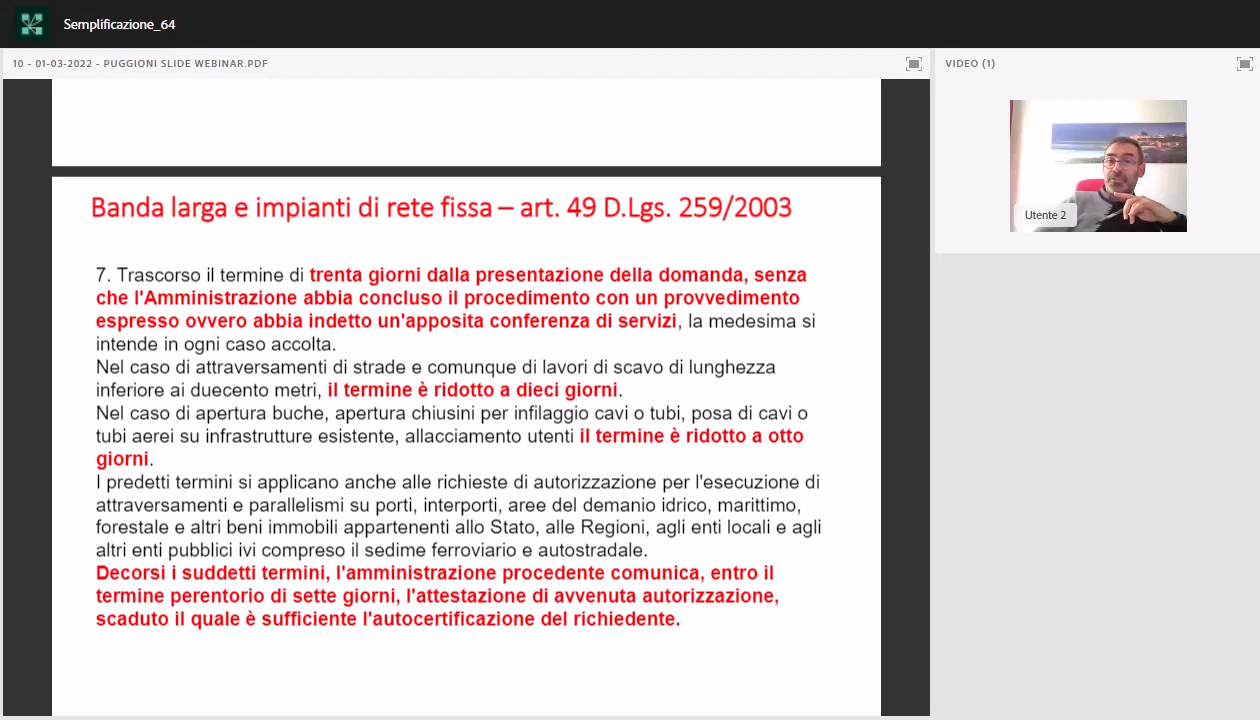 Semplificazione_64
10 - 01-03-2022 - PUGGIONI SLIDE WEBINAR.PDF
VIDEO (1)
Utente 2
Banda larga e impianti di rete fissa – art. 49 D.Lgs. 259/2003
7. Trascorso il termine di trenta giorni dalla presentazione della domanda, senza
che l'Amministrazione abbia concluso il procedimento con un provvedimento
espresso ovvero abbia indetto un'apposita conferenza di servizi, la medesima si
intende in ogni caso accolta.
Nel caso di attraversamenti di strade e comunque di lavori di scavo di lunghezza
inferiore ai duecento metri, il termine è ridotto a dieci giorni.
Nel caso di apertura buche, apertura chiusini per infilaggio cavi o tubi, posa di cavi o
tubi aerei su infrastrutture esistente, allacciamento utenti il termine è ridotto a otto
giorni.
I predetti termini si applicano anche alle richieste di autorizzazione per l'esecuzione di
attraversamenti e parallelismi su porti, interporti, aree del demanio idrico, marittimo,
forestale e altri beni immobili appartenenti allo Stato, alle Regioni, agli enti locali e agli
altri enti pubblici ivi compreso il sedime ferroviario e autostradale.
Decorsi i suddetti termini, l'amministrazione procedente comunica, entro il
termine perentorio di sette giorni, l'attestazione di avvenuta autorizzazione,
scaduto il quale è sufficiente l'autocertificazione del richiedente.